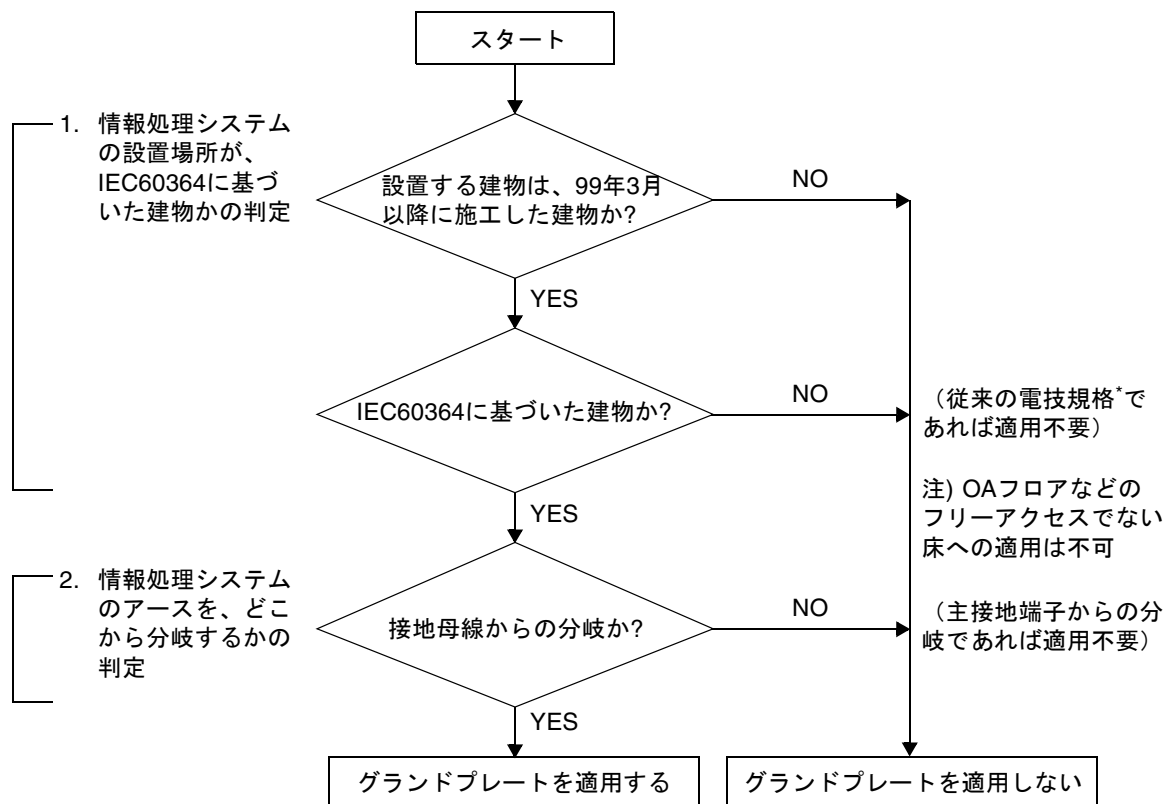 スタート
1. 情報処理システム
の設置場所が、
IEC60364に基づ
いた建物かの判定
設置する建物は、99年3月
以降に施工した建物か?
NO
YES
IEC60364に基づいた建物か?
NO
（従来の電技規格*で
あれば適用不要）
注) OAフロアなどの
フリーアクセスでない
床への適用は不可
YES
2. 情報処理システム
のアースを、どこ
から分岐するかの
判定
接地母線からの分岐か?
NO
（主接地端子からの分
岐であれば適用不要）
YES
グランドプレートを適用する
グランドプレートを適用しない